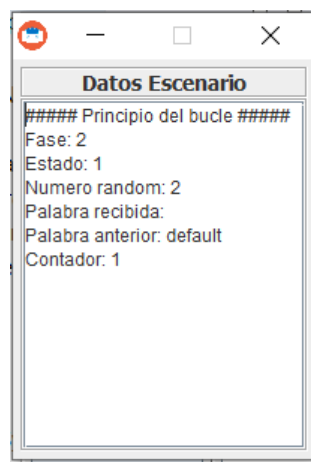 Datos Escenario
##### Principio del bucle #####
Fase: 2
Estado: 1
Numero random: 2
Palabra recibida:
Palabra anterior: default
Contador: 1